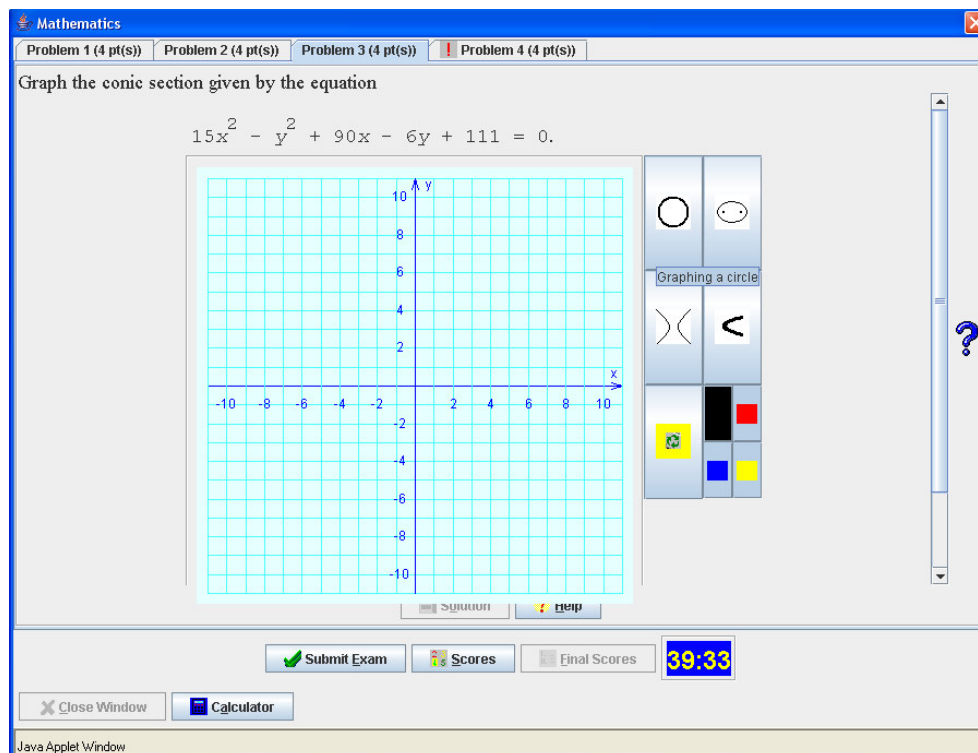 Mathematics
Problem 1 (4 pt(s)) Problem 2 (4 pt(s)) Problem 3 (4 pt(s)) ! Problem 4 (4 pt(s))
Graph the conic section given by the equation
15x² - y² + 90x - 6y + 111 = 0.
y
10
8
6
Graphing a circle
4
2
x
-10 -8 -6 -4 -2 2 4 6 8 10
-2
-4
-6
-8
-10
Solution ? Help
Submit Exam Scores Final Scores 39:33
Close Window Calculator
Java Applet Window